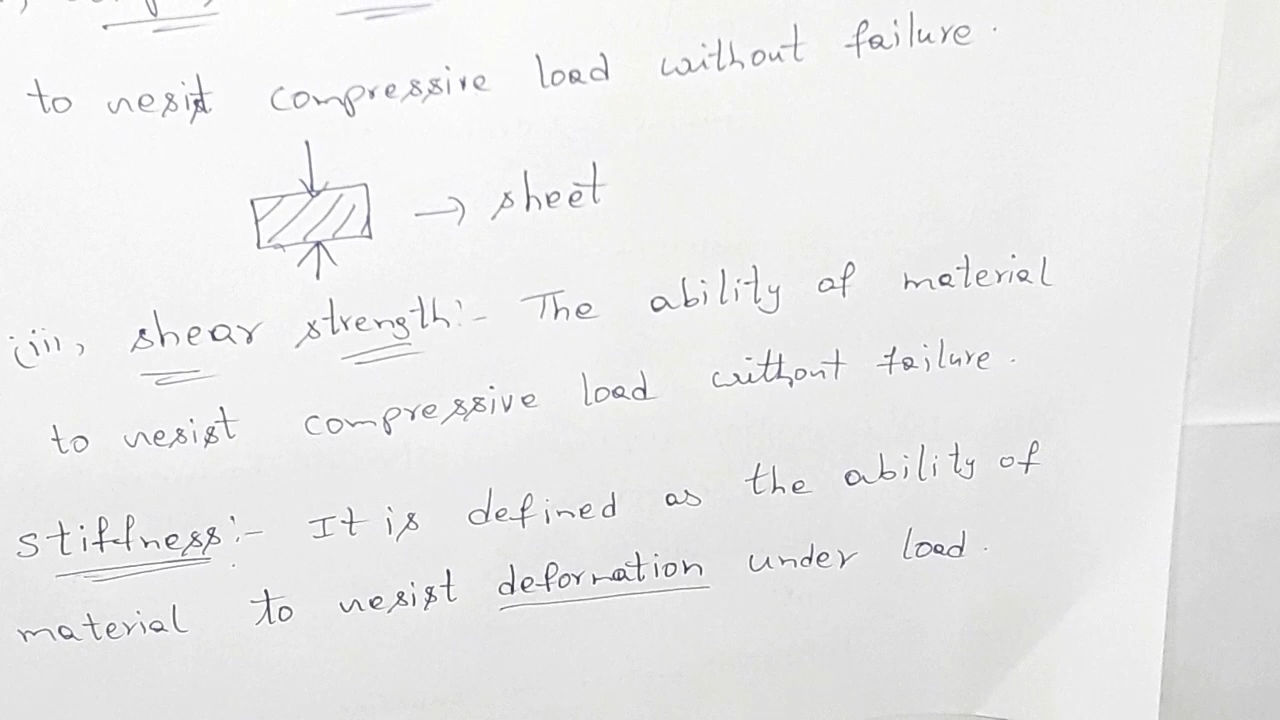 to resist compressive load without failure.
→ sheet
(iii, shear strength:- The ability of material
to resist compressive load without failure.
stiffness:- It is defined as the ability of
material to resist deformation under load.